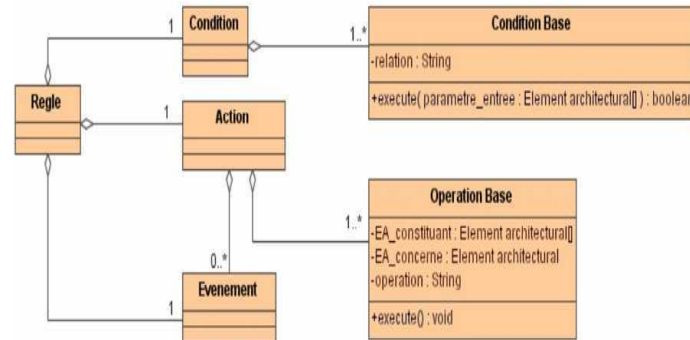 Condition
1
Condition Base
1..*
-relation : String
+execute( parametre_entree : Element architectural[] ) : boolean
Regle
1
Action
Operation Base
1..*
-EA_constituant : Element architectural[]
-EA_concerne : Element architectural
-operation : String
+execute() : void
0..*
Evenement
1